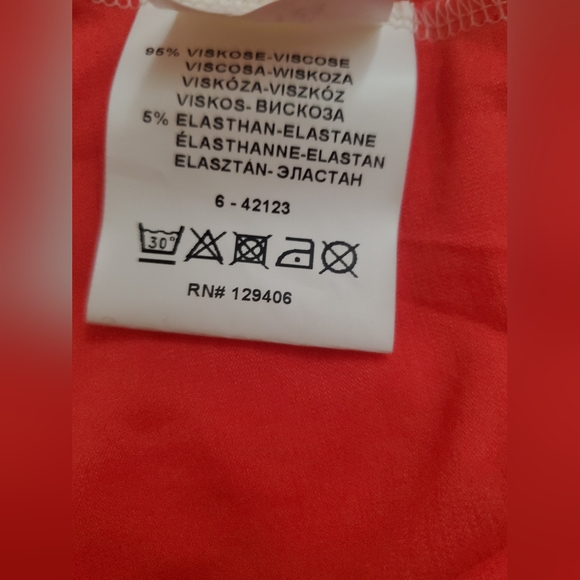 95% VISKOSE-VISCOSE
VISCOSA-WISKOZA
VISKÓZA-VISZKÓZ
VISKOS- ВИСКОЗА
5% ELASTHAN-ELASTANE
ÉLASTHANNE-ELASTAN
ELASZTÁN- ЭЛАСТАН
6 - 42123
30°
RN# 129406